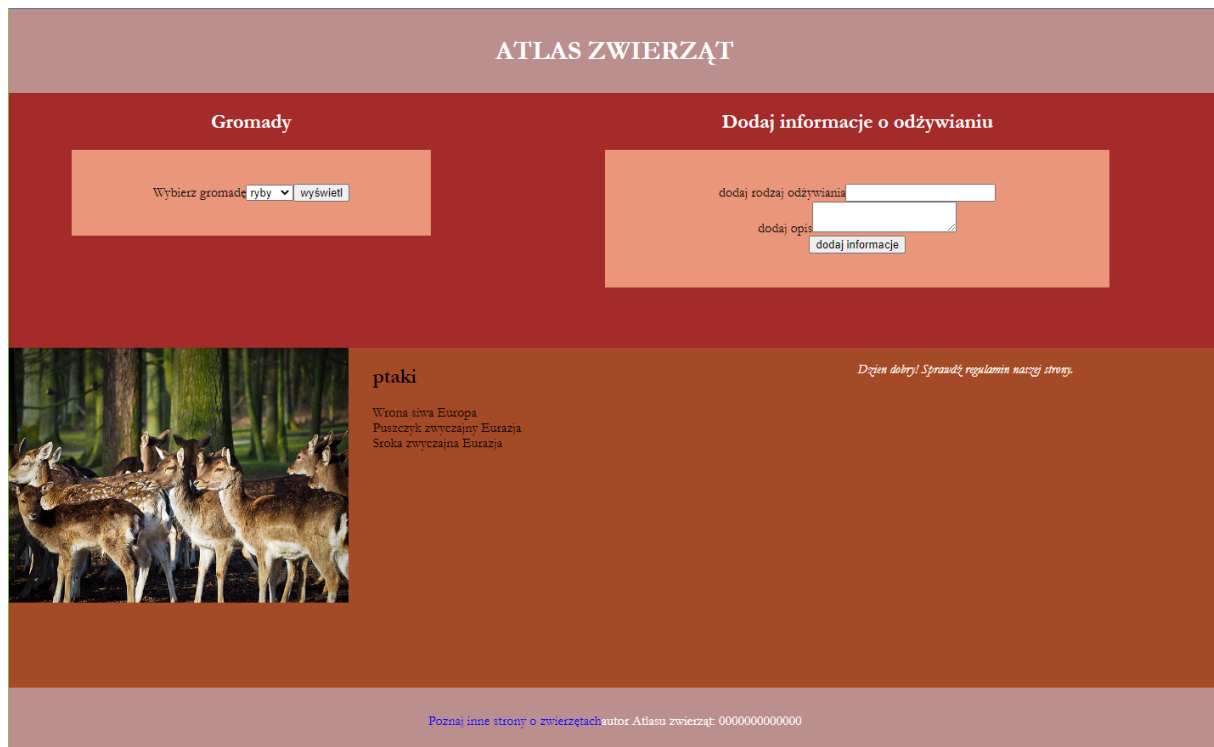 ATLAS ZWIERZĄT
Gromady
Wybierz gromadę ryby wyświetl
Dodaj informacje o odżywianiu
dodaj rodzaj odżywiania
dodaj opis
dodaj informacje
ptaki
Wrona siwa Europa
Puszczyk zwyczajny Eurazja
Sroka zwyczajna Eurazja
Dzien dobry! Sprawdź regulamin naszej strony.
Poznaj inne strony o zwierzętachautor Atlasu zwierząt: 0000000000000